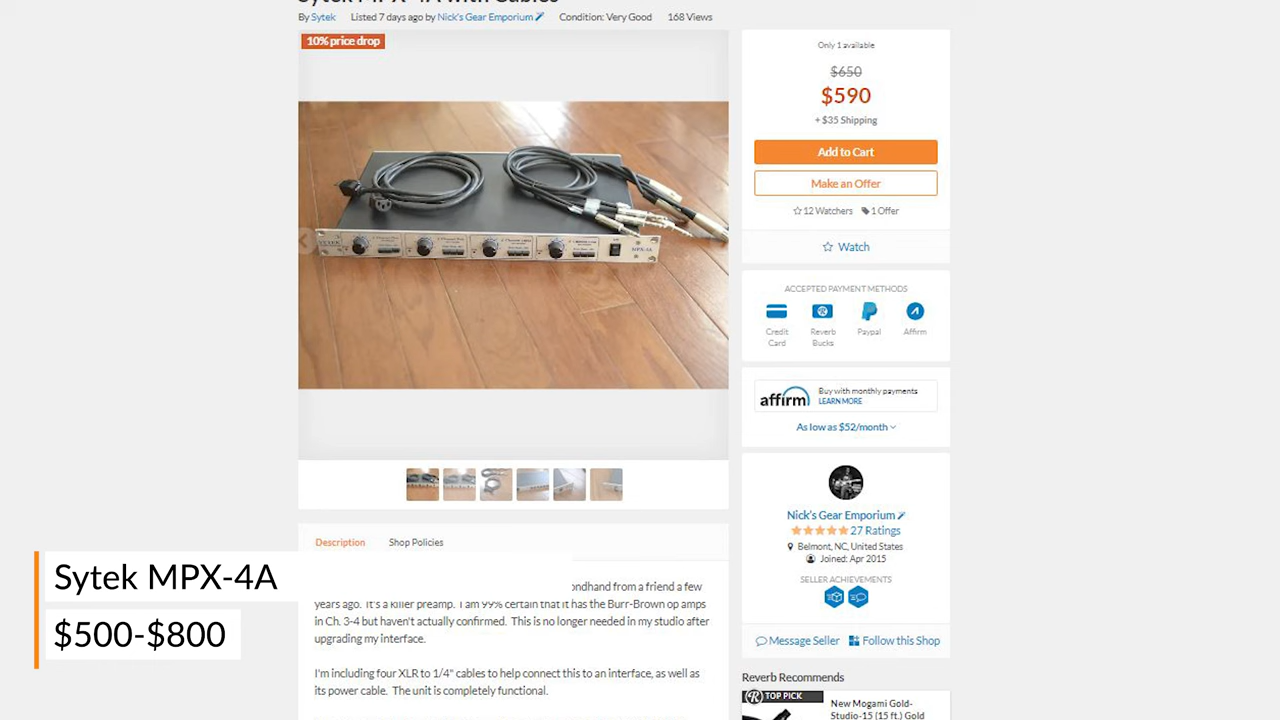 Sytek MPX-4A with Cables
By Sytek Listed 7 days ago by Nick's Gear Emporium Condition: Very Good 168 Views
10% price drop
SYTEK
MPX-4A
Only 1 available
$650
$590
+ $35 Shipping
Add to Cart
Make an Offer
12 Watchers 1 Offer
Watch
ACCEPTED PAYMENT METHODS
Credit Card
Reverb Bucks
Paypal
Affirm
affirm
Buy with monthly payments
LEARN MORE
As low as $52/month
Nick's Gear Emporium
27 Ratings
Belmont, NC, United States
Joined: Apr 2015
SELLER ACHIEVEMENTS
Message Seller Follow this Shop
Reverb Recommends
TOP PICK
New Mogami Gold-
Studio-15 (15 ft.) Gold
Description Shop Policies
ondhand from a friend a few
years ago. It's a killer preamp. I am 99% certain that it has the Burr-Brown op amps
in Ch. 3-4 but haven't actually confirmed. This is no longer needed in my studio after
upgrading my interface.
I'm including four XLR to 1/4" cables to help connect this to an interface, as well as
its power cable. The unit is completely functional.
Sytek MPX-4A
$500-$800